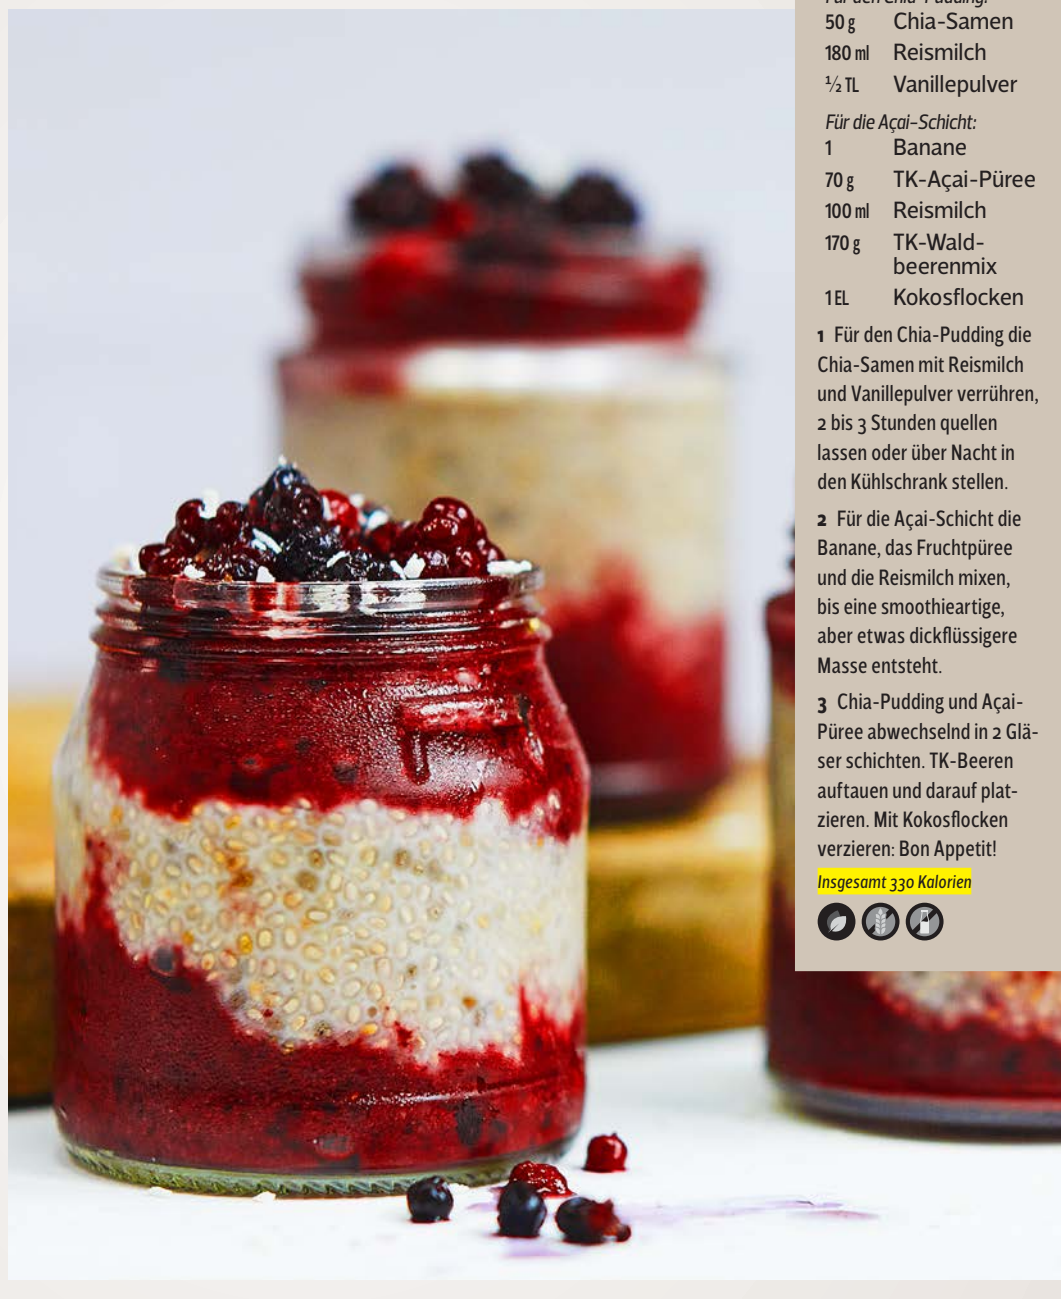 Für den Chia-Pudding:
50 g Chia-Samen
180 ml Reismilch
½ TL Vanillepulver
Für die Açai-Schicht:
1 Banane
70 g TK-Açai-Püree
100 ml Reismilch
170 g TK-Wald-
beerenmix
1 EL Kokosflocken
1 Für den Chia-Pudding die
Chia-Samen mit Reismilch
und Vanillepulver verrühren,
2 bis 3 Stunden quellen
lassen oder über Nacht in
den Kühlschrank stellen.
2 Für die Açai-Schicht die
Banane, das Fruchtpüree
und die Reismilch mixen,
bis eine smoothieartige,
aber etwas dickflüssigere
Masse entsteht.
3 Chia-Pudding und Açai-
Püree abwechselnd in 2 Glä-
ser schichten. TK-Beeren
auftauen und darauf plat-
zieren. Mit Kokosflocken
verzieren: Bon Appetit!
Insgesamt 330 Kalorien